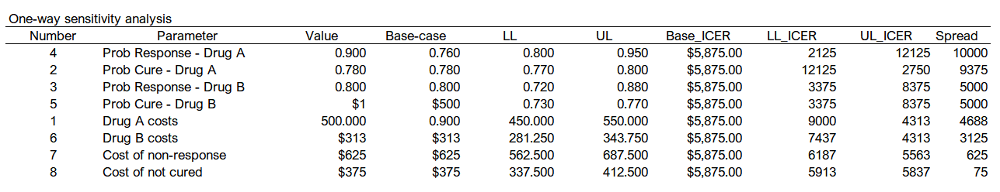 One-way sensitivity analysis
Number Parameter Value Base-case LL UL Base_ICER LL_ICER UL_ICER Spread
4 Prob Response - Drug A 0.900 0.760 0.800 0.950 $5,875.00 2125 12125 10000
2 Prob Cure - Drug A 0.780 0.780 0.770 0.800 $5,875.00 12125 2750 9375
3 Prob Response - Drug B 0.800 0.800 0.720 0.880 $5,875.00 3375 8375 5000
5 Prob Cure - Drug B $1 $500 0.730 0.770 $5,875.00 3375 8375 5000
1 Drug A costs 500.000 0.900 450.000 550.000 $5,875.00 9000 4313 4688
6 Drug B costs $313 $313 281.250 343.750 $5,875.00 7437 4313 3125
7 Cost of non-response $625 $625 562.500 687.500 $5,875.00 6187 5563 625
8 Cost of not cured $375 $375 337.500 412.500 $5,875.00 5913 5837 75